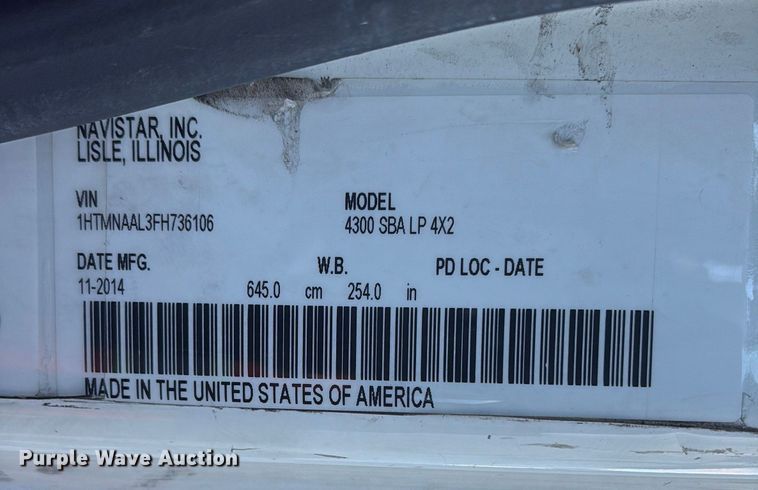 NAVISTAR, INC.
LISLE, ILLINOIS
VIN
1HTMNAAL3FH736106
MODEL
4300 SBA LP 4X2
DATE MFG. W.B. PD LOC - DATE
11-2014 645.0 cm 254.0 in
MADE IN THE UNITED STATES OF AMERICA
Purple Wave Auction